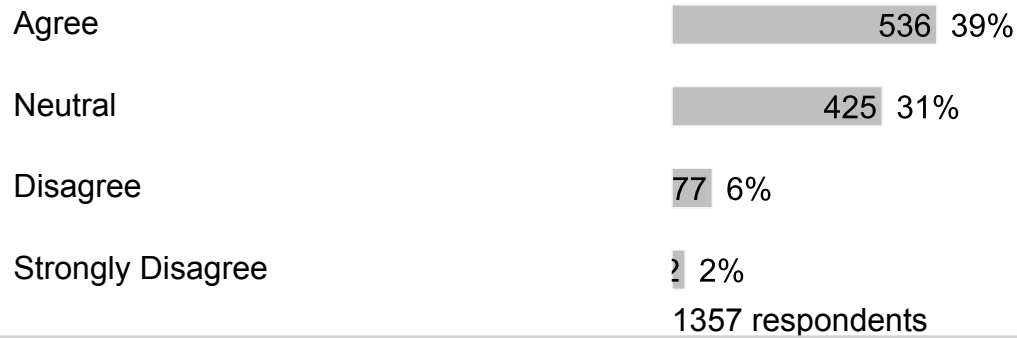 Agree 536 39%
Neutral 425 31%
Disagree 77 6%
Strongly Disagree 2%
1357 respondents